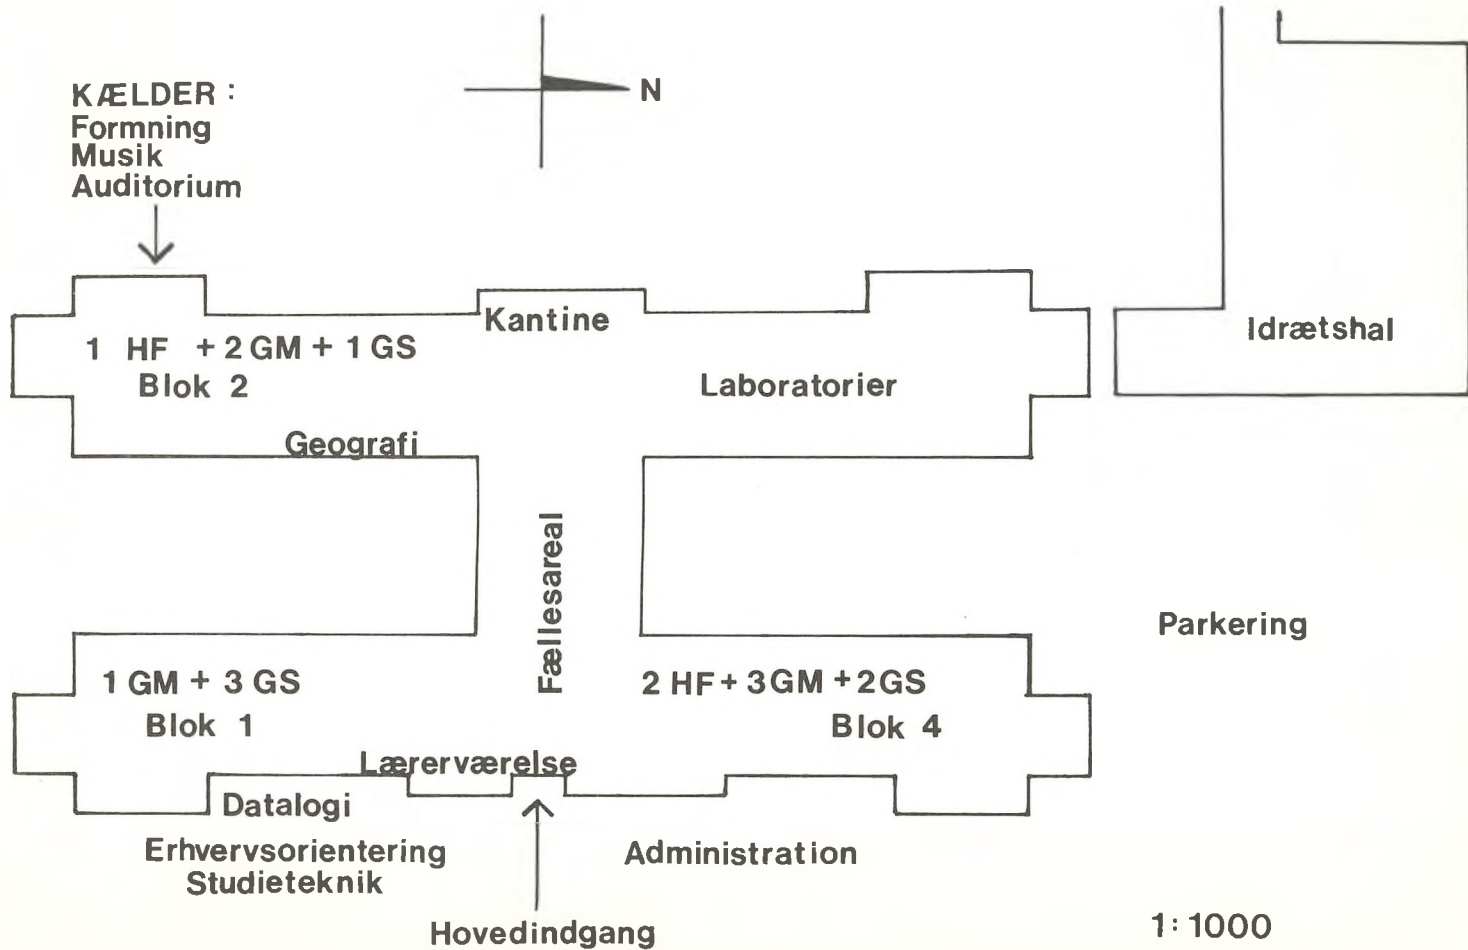 N
KÆLDER :
Formning
Musik
Auditorium
Kantine
Idrætshal
1 HF + 2 GM + 1 GS
Blok 2
Laboratorier
Geografi
Fællesareal
Parkering
1 GM + 3 GS
Blok 1
2 HF + 3 GM + 2 GS
Blok 4
Lærerværelse
Datalogi
Erhvervsorientering
Studieteknik
Administration
Hovedindgang
1: 1000